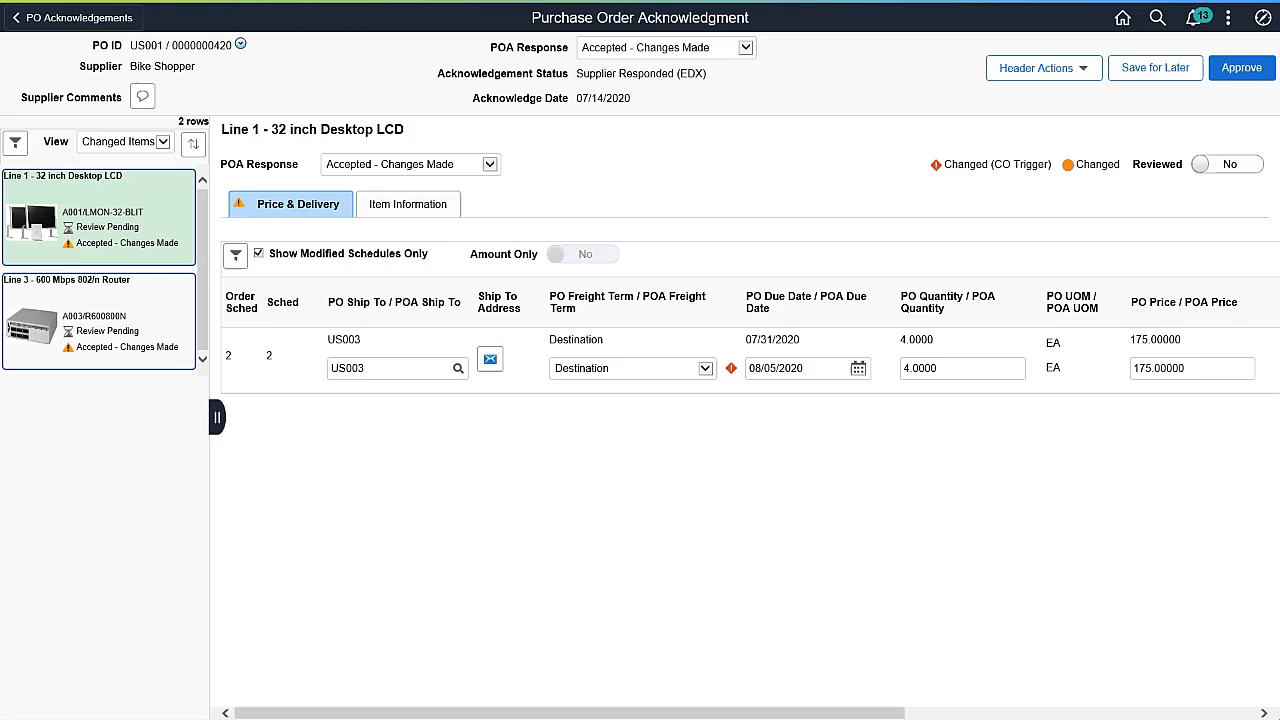 PO Acknowledgements
Purchase Order Acknowledgment
13
PO ID US001 / 0000000420
Supplier Bike Shopper
Supplier Comments
POA Response Accepted - Changes Made
Acknowledgement Status Supplier Responded (EDX)
Acknowledge Date 07/14/2020
Header Actions
Save for Later
Approve
2 rows
View Changed Items
Line 1 - 32 inch Desktop LCD
A001/LMON-32-BLIT
Review Pending
Accepted - Changes Made
Line 3 - 600 Mbps 802/n Router
A003/R600800N
Review Pending
Accepted - Changes Made
Line 1 - 32 inch Desktop LCD
POA Response Accepted - Changes Made
Changed (CO Trigger) Changed Reviewed No
Price & Delivery
Item Information
Show Modified Schedules Only Amount Only No
Order Sched
Sched
PO Ship To / POA Ship To
Ship To Address
PO Freight Term / POA Freight Term
PO Due Date / POA Due Date
PO Quantity / POA Quantity
PO UOM / POA UOM
PO Price / POA Price
2 2
US003 Destination 07/31/2020 4.0000 EA 175.00000
US003 Destination 08/05/2020 4.0000 EA 175.00000